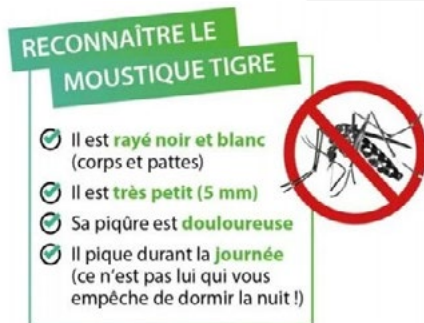 RECONNAÎTRE LE
MOUSTIQUE TIGRE
Il est rayé noir et blanc
(corps et pattes)
Il est très petit (5 mm)
Sa piqûre est douloureuse
Il pique durant la journée
(ce n'est pas lui qui vous
empêche de dormir la nuit !)